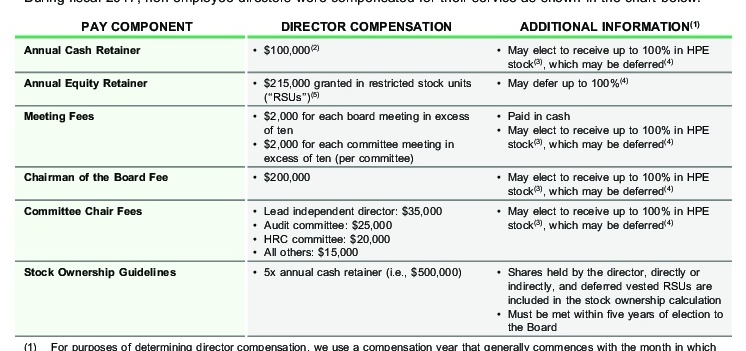 During fiscal 2017, non-employee directors were compensated for their service as shown in the chart below:
PAY COMPONENT DIRECTOR COMPENSATION ADDITIONAL INFORMATION(1)
Annual Cash Retainer
• $100,000(2)
• May elect to receive up to 100% in HPE
stock(3), which may be deferred(4)
Annual Equity Retainer
• $215,000 granted in restricted stock units
(“RSUs”)(5)
• May defer up to 100%(4)
Meeting Fees
• $2,000 for each board meeting in excess
of ten
• $2,000 for each committee meeting in
excess of ten (per committee)
• Paid in cash
• May elect to receive up to 100% in HPE
stock(3), which may be deferred(4)
Chairman of the Board Fee
• $200,000
• May elect to receive up to 100% in HPE
stock(3), which may be deferred(4)
Committee Chair Fees
• Lead independent director: $35,000
• Audit committee: $25,000
• HRC committee: $20,000
• All others: $15,000
• May elect to receive up to 100% in HPE
stock(3), which may be deferred(4)
Stock Ownership Guidelines
• 5x annual cash retainer (i.e., $500,000)
• Shares held by the director, directly or
indirectly, and deferred vested RSUs are
included in the stock ownership calculation
• Must be met within five years of election to
the Board
(1) For purposes of determining director compensation, we use a compensation year that generally commences with the month in which